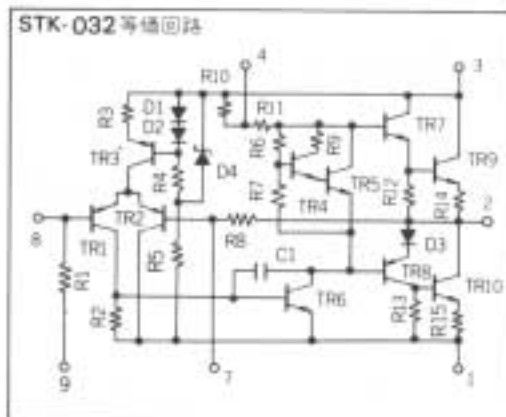 STK-032等価回路
4
3
R10
R3
D1
D2
R11
TR7
R6
R9
TR3
R4
D4
TR5
TR9
R7
TR4
R12
R14
2
TR2
8
TR1
R8
D3
R5
C1
TR8
R1
TR6
TR10
R2
R13
R15
9
7
1